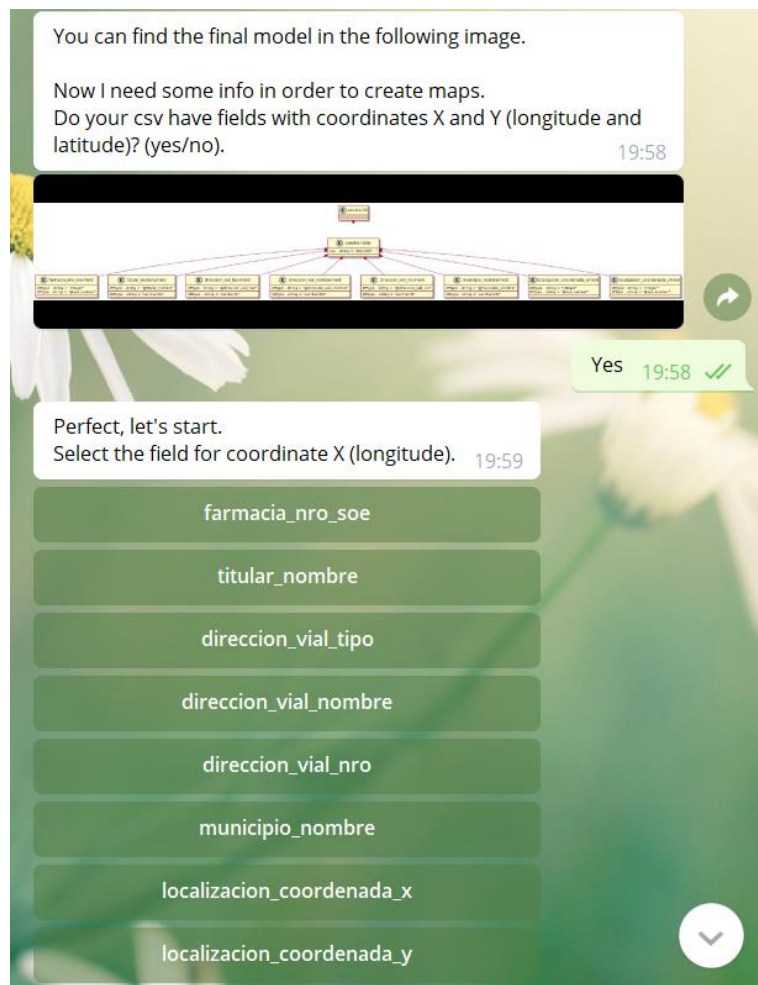 You can find the final model in the following image.
Now I need some info in order to create maps.
Do your csv have fields with coordinates X and Y (longitude and
latitude)? (yes/no).
19:58
Yes 19:58
Perfect, let's start.
Select the field for coordinate X (longitude). 19:59
farmacia_nro_soe
titular_nombre
direccion_vial_tipo
direccion_vial_nombre
direccion_vial_nro
municipio_nombre
localizacion_coordenada_x
localizacion_coordenada_y